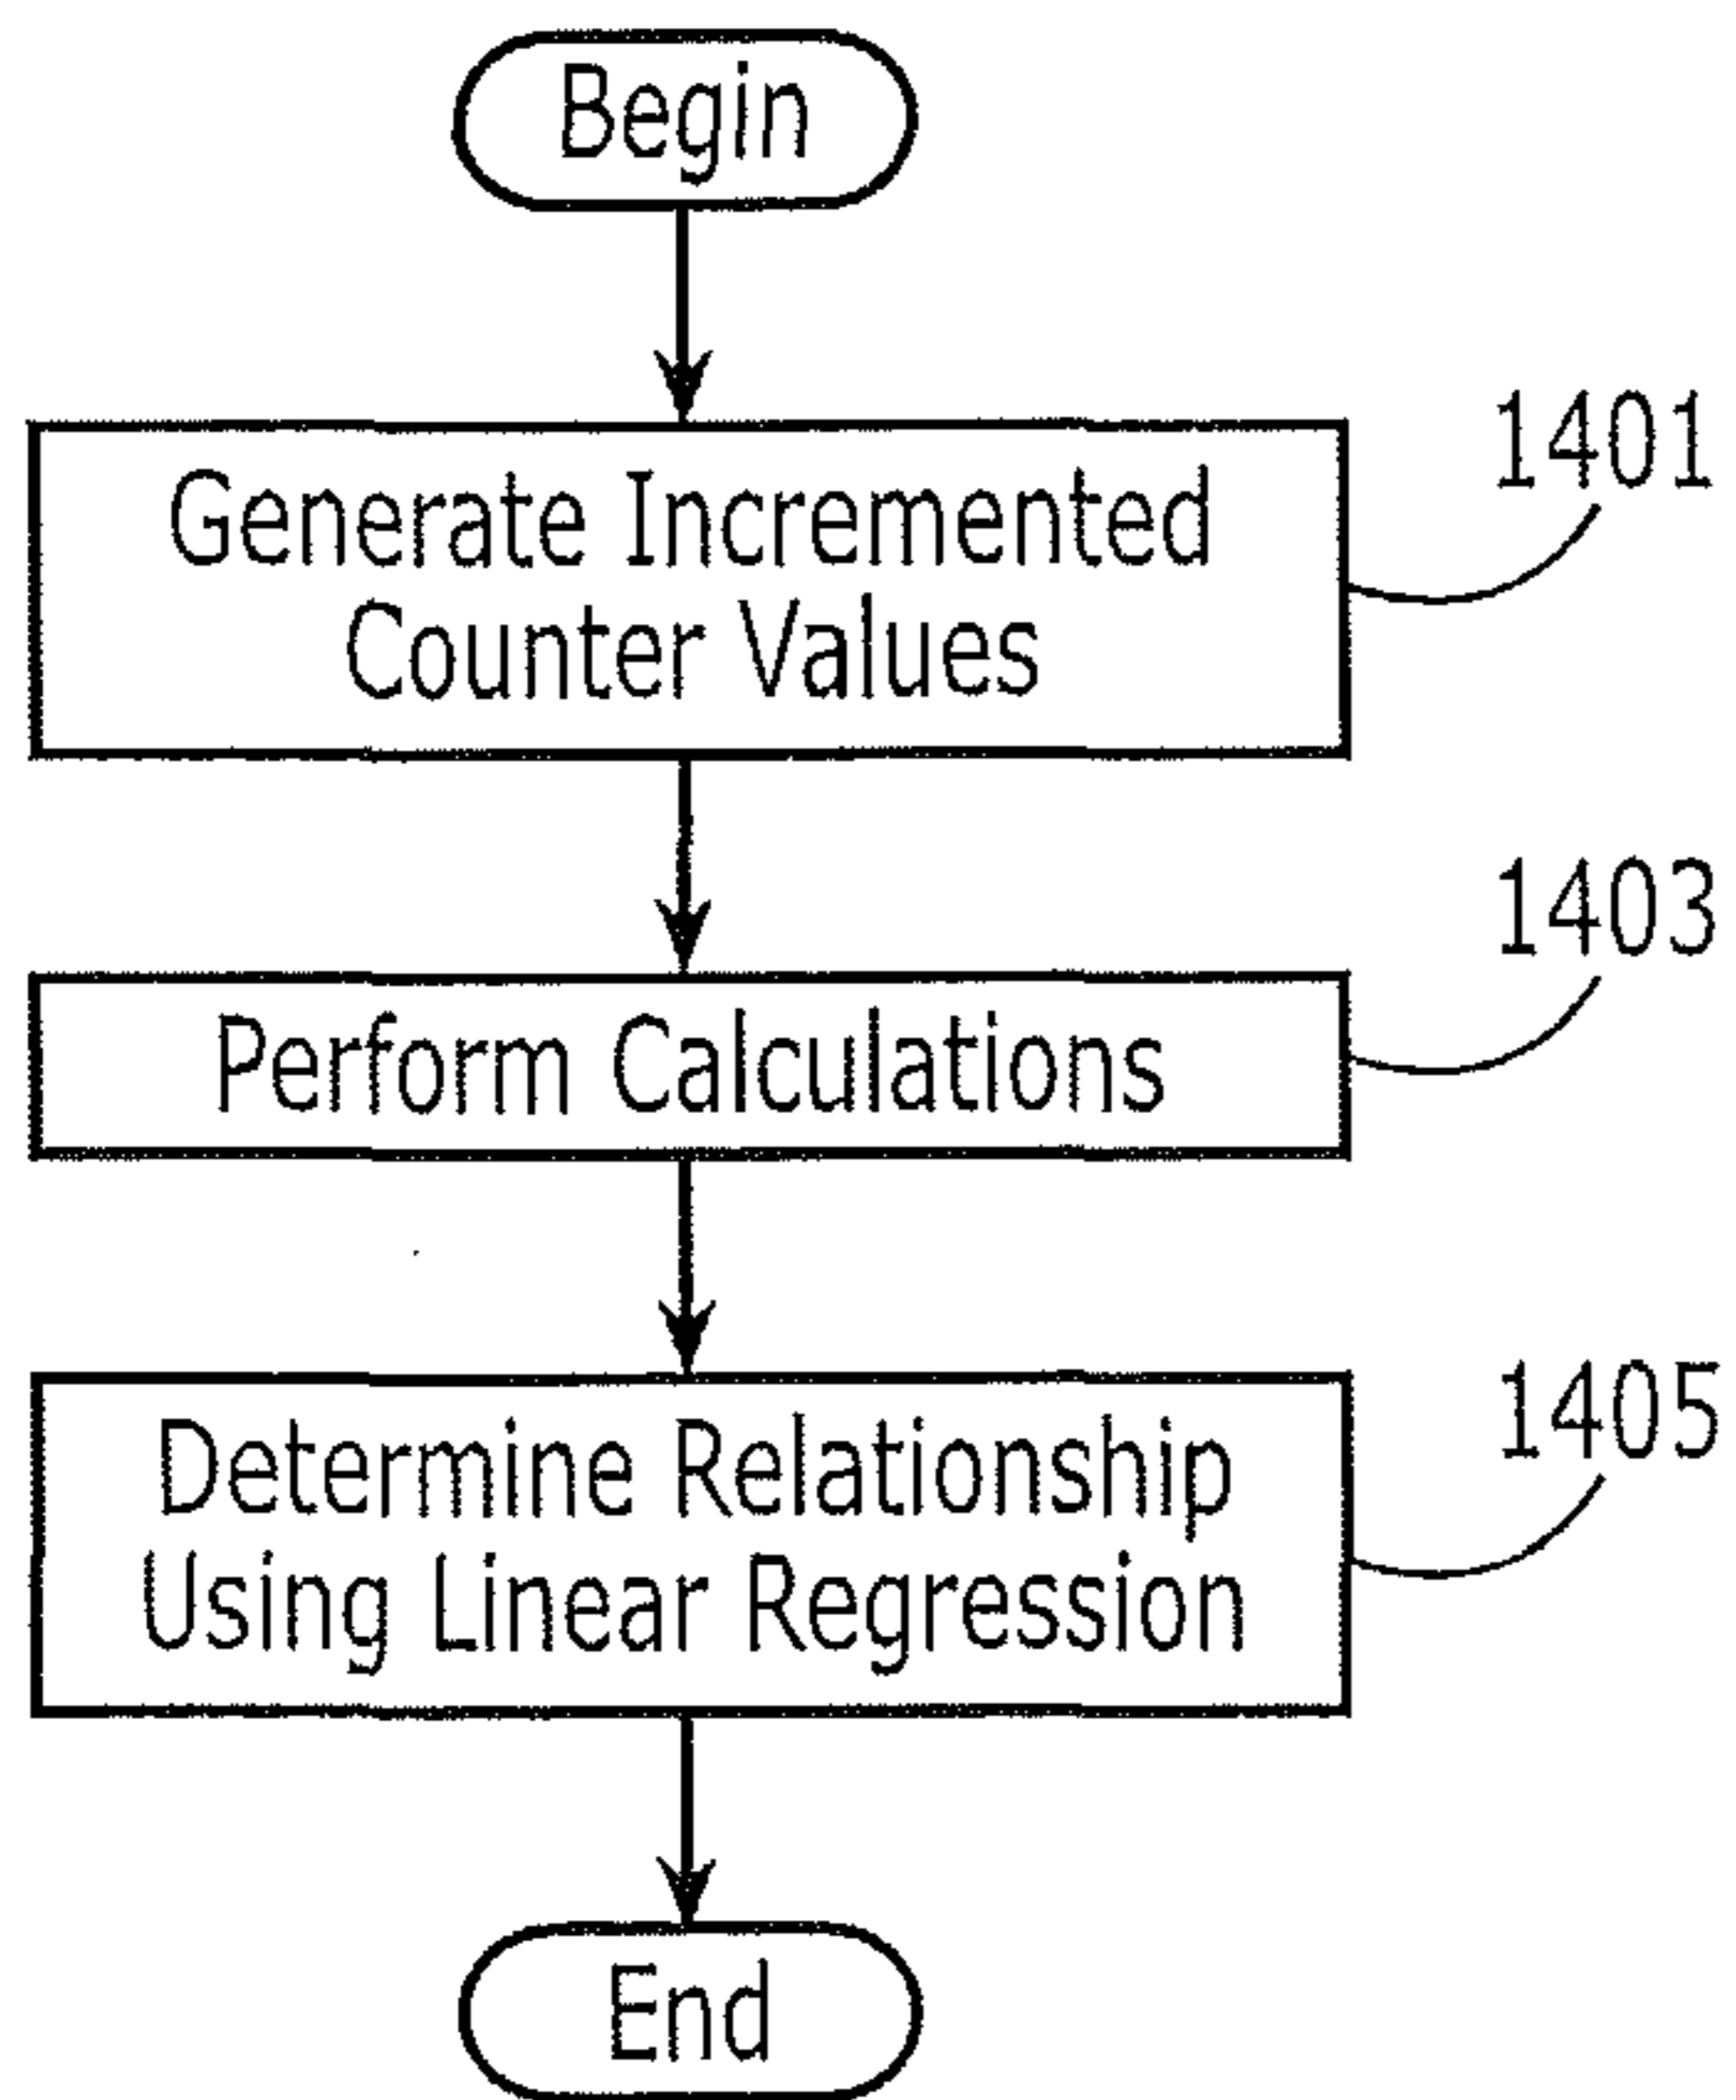 Begin
1401
Generate Incremented
Counter Values
1403
Perform Calculations
1405
Determine Relationship
Using Linear Regression
End